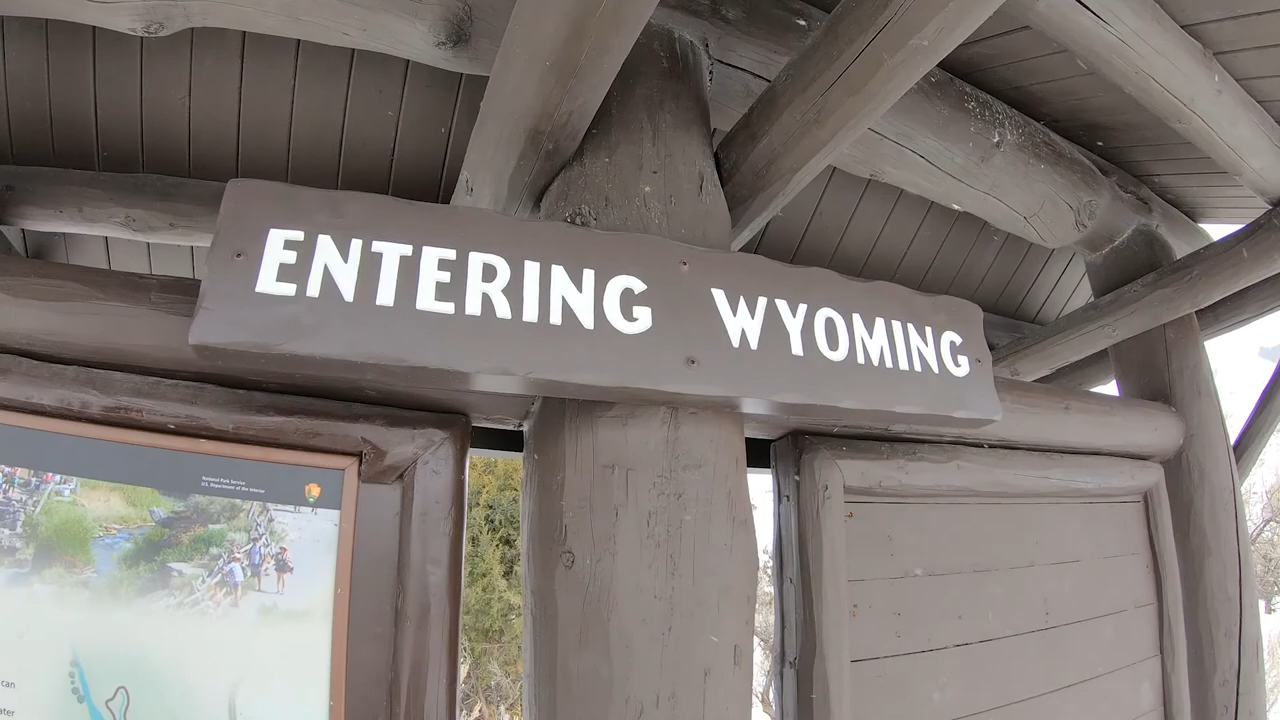 ENTERING WYOMING
National Park Service
U.S. Department of the Interior
can
ater